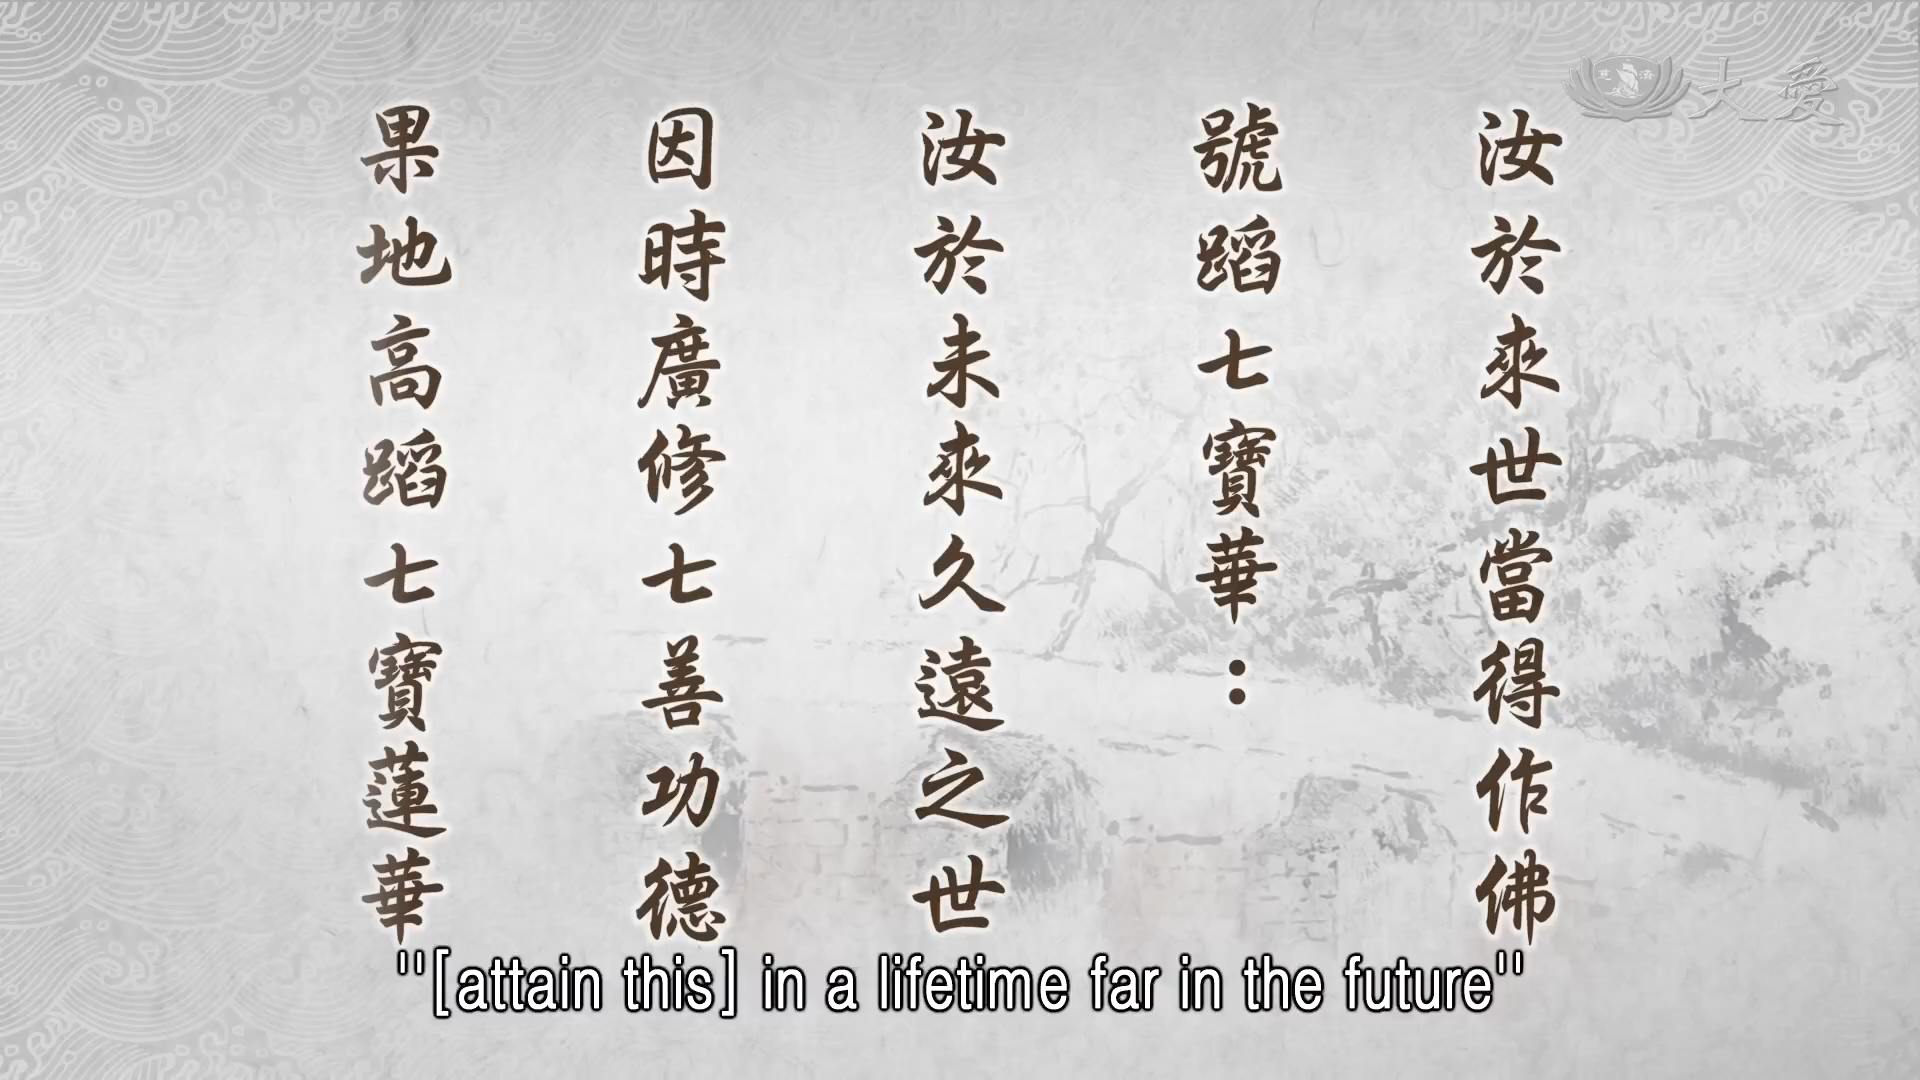 汝於來世當得作佛
號蹈七寶華：
汝於未來久遠之世
因時廣修七善功德
果地高蹈七寶蓮華
慈濟
大愛
"[attain this] in a lifetime far in the future"